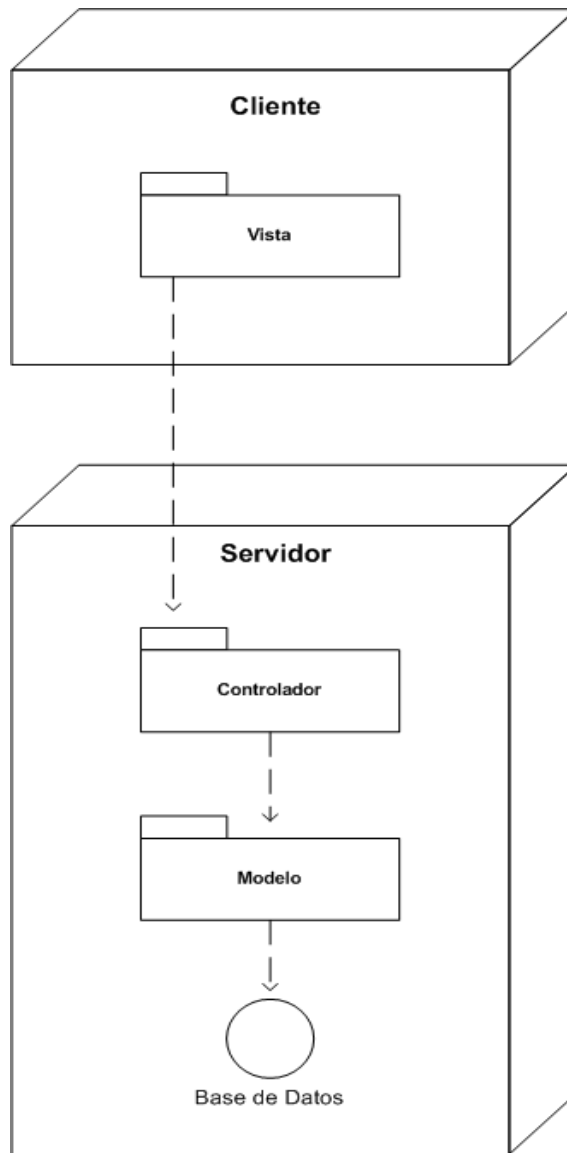 Cliente
Vista
Servidor
Controlador
Modelo
Base de Datos